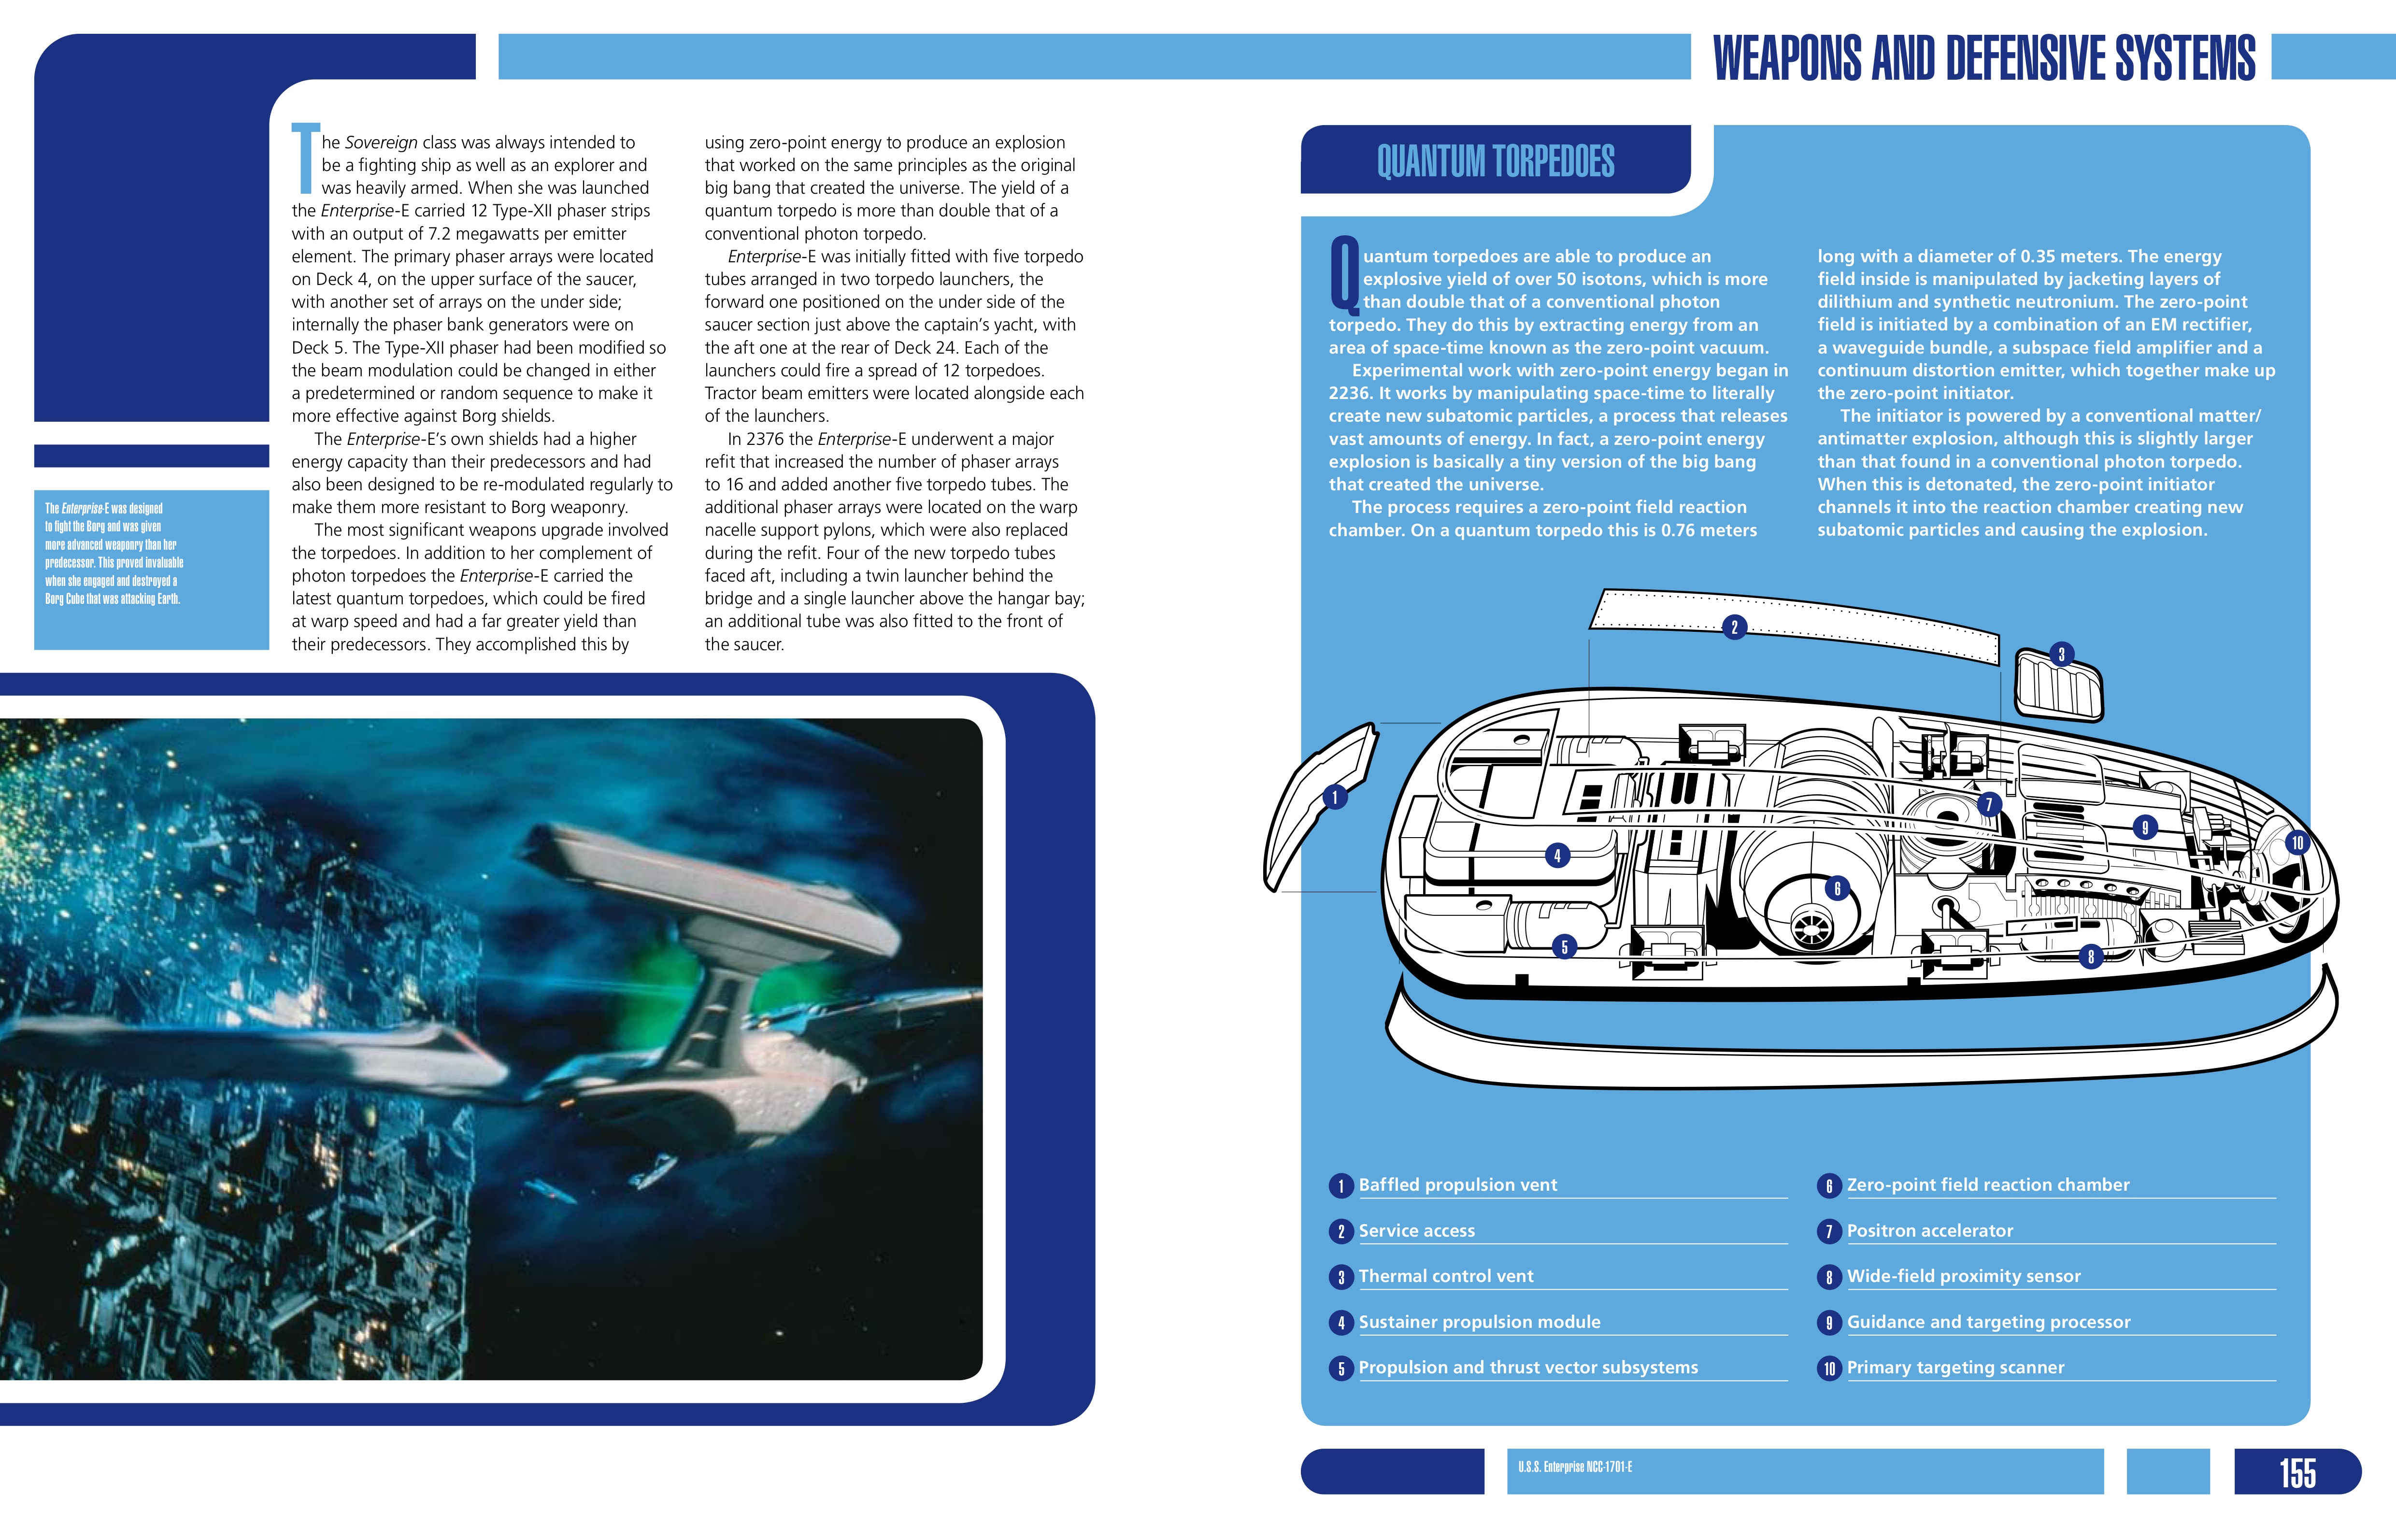 WEAPONS AND DEFENSIVE SYSTEMS
The Sovereign class was always intended to
be a fighting ship as well as an explorer and
was heavily armed. When she was launched
the Enterprise-E carried 12 Type-XII phaser strips
with an output of 7.2 megawatts per emitter
element. The primary phaser arrays were located
on Deck 4, on the upper surface of the saucer,
with another set of arrays on the under side;
internally the phaser bank generators were on
Deck 5. The Type-XII phaser had been modified so
the beam modulation could be changed in either
a predetermined or random sequence to make it
more effective against Borg shields.
The Enterprise-E's own shields had a higher
energy capacity than their predecessors and had
also been designed to be re-modulated regularly to
make them more resistant to Borg weaponry.
The most significant weapons upgrade involved
the torpedoes. In addition to her complement of
photon torpedoes the Enterprise-E carried the
latest quantum torpedoes, which could be fired
at warp speed and had a far greater yield than
their predecessors. They accomplished this by
using zero-point energy to produce an explosion
that worked on the same principles as the original
big bang that created the universe. The yield of a
quantum torpedo is more than double that of a
conventional photon torpedo.
Enterprise-E was initially fitted with five torpedo
tubes arranged in two torpedo launchers, the
forward one positioned on the under side of the
saucer section just above the captain's yacht, with
the aft one at the rear of Deck 24. Each of the
launchers could fire a spread of 12 torpedoes.
Tractor beam emitters were located alongside each
of the launchers.
In 2376 the Enterprise-E underwent a major
refit that increased the number of phaser arrays
to 16 and added another five torpedo tubes. The
additional phaser arrays were located on the warp
nacelle support pylons, which were also replaced
during the refit. Four of the new torpedo tubes
faced aft, including a twin launcher behind the
bridge and a single launcher above the hangar bay;
an additional tube was also fitted to the front of
the saucer.
The Enterprise-E was designed
to fight the Borg and was given
more advanced weaponry than her
predecessor. This proved invaluable
when she engaged and destroyed a
Borg Cube that was attacking Earth.
QUANTUM TORPEDOES
Quantum torpedoes are able to produce an
explosive yield of over 50 isotons, which is more
than double that of a conventional photon
torpedo. They do this by extracting energy from an
area of space-time known as the zero-point vacuum.
Experimental work with zero-point energy began in
2236. It works by manipulating space-time to literally
create new subatomic particles, a process that releases
vast amounts of energy. In fact, a zero-point energy
explosion is basically a tiny version of the big bang
that created the universe.
The process requires a zero-point field reaction
chamber. On a quantum torpedo this is 0.76 meters
long with a diameter of 0.35 meters. The energy
field inside is manipulated by jacketing layers of
dilithium and synthetic neutronium. The zero-point
field is initiated by a combination of an EM rectifier,
a waveguide bundle, a subspace field amplifier and a
continuum distortion emitter, which together make up
the zero-point initiator.
The initiator is powered by a conventional matter/
antimatter explosion, although this is slightly larger
than that found in a conventional photon torpedo.
When this is detonated, the zero-point initiator
channels it into the reaction chamber creating new
subatomic particles and causing the explosion.
2
3
1
7
9
10
4
6
5
8
1 Baffled propulsion vent
2 Service access
3 Thermal control vent
4 Sustainer propulsion module
5 Propulsion and thrust vector subsystems
6 Zero-point field reaction chamber
7 Positron accelerator
8 Wide-field proximity sensor
9 Guidance and targeting processor
10 Primary targeting scanner
U.S.S. Enterprise NCC-1701-E
155